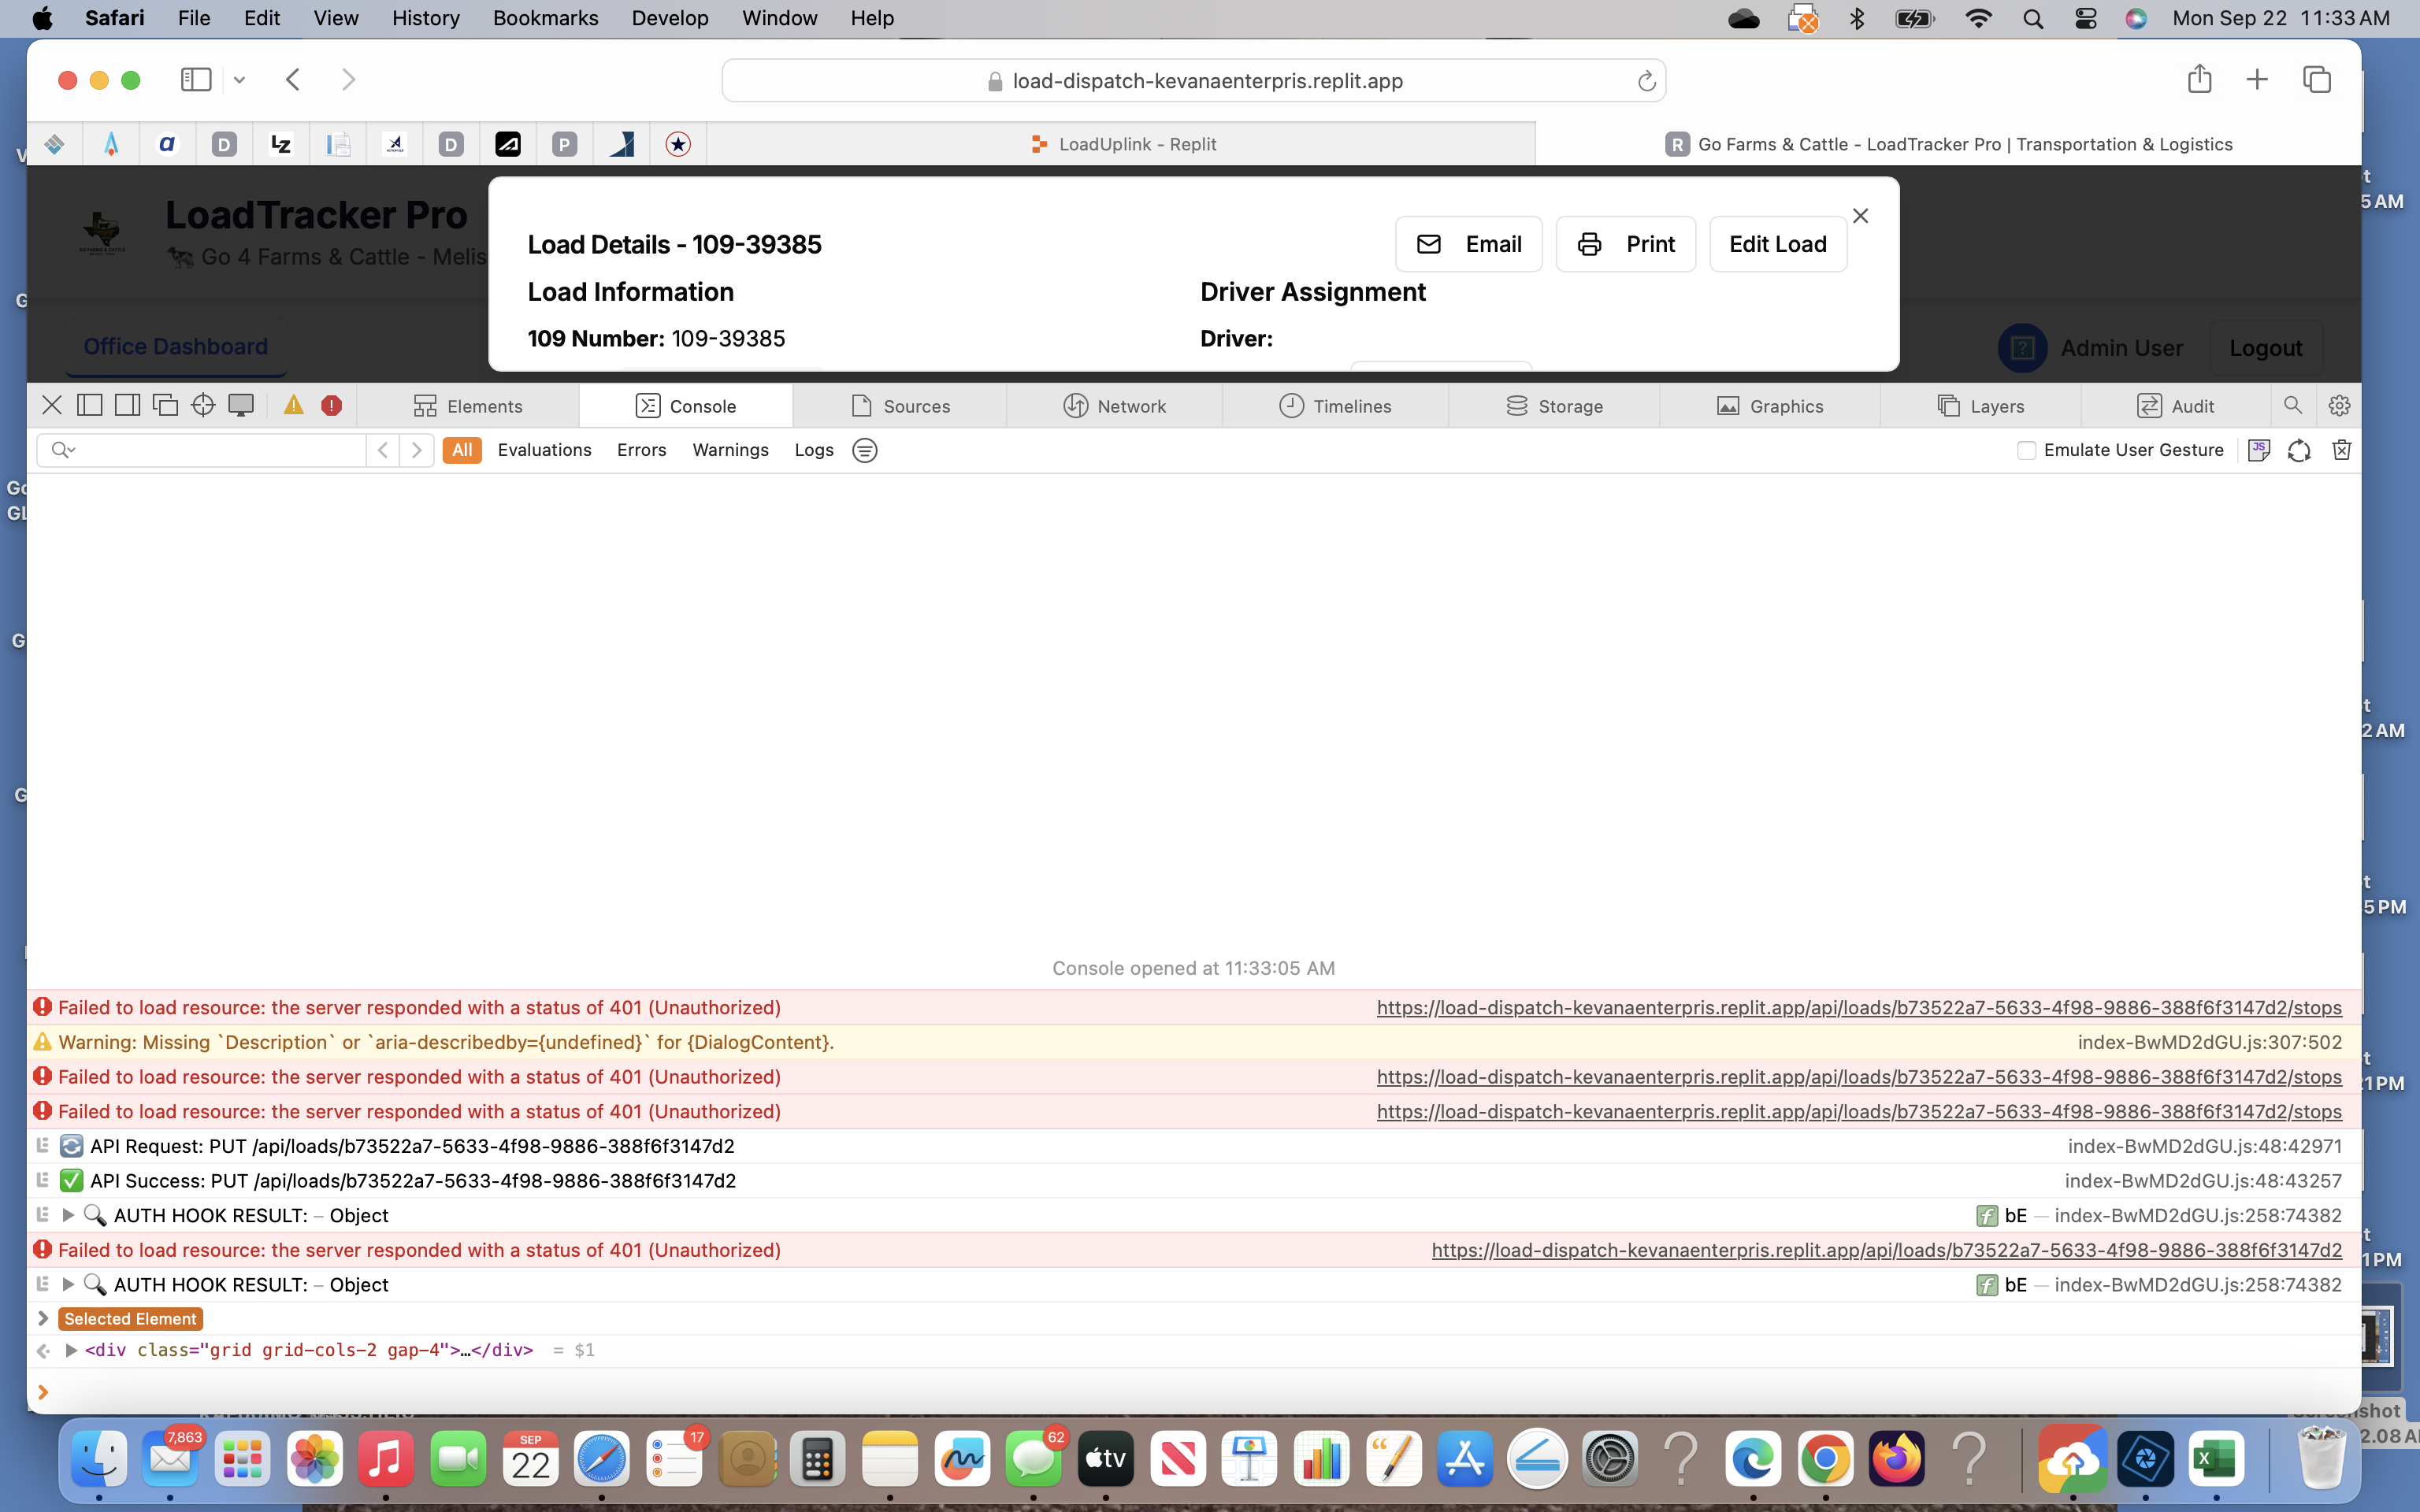 Safari File Edit View History Bookmarks Develop Window Help Mon Sep 22 11:33 AM
load-dispatch-kevanaenterpris.replit.app
a D LZ D P LoadUplink - Replit R Go Farms & Cattle - LoadTracker Pro | Transportation & Logistics
LoadTracker Pro
Go 4 Farms & Cattle - Melis
Load Details - 109-39385 Email Print Edit Load
Load Information Driver Assignment
109 Number: 109-39385 Driver:
Office Dashboard Admin User Logout
Elements Console Sources Network Timelines Storage Graphics Layers Audit
All Evaluations Errors Warnings Logs Emulate User Gesture
Console opened at 11:33:05 AM
Failed to load resource: the server responded with a status of 401 (Unauthorized) https://load-dispatch-kevanaenterpris.replit.app/api/loads/b73522a7-5633-4f98-9886-388f6f3147d2/stops
Warning: Missing `Description` or `aria-describedby={undefined}` for {DialogContent}. index-BwMD2dGU.js:307:502
Failed to load resource: the server responded with a status of 401 (Unauthorized) https://load-dispatch-kevanaenterpris.replit.app/api/loads/b73522a7-5633-4f98-9886-388f6f3147d2/stops
Failed to load resource: the server responded with a status of 401 (Unauthorized) https://load-dispatch-kevanaenterpris.replit.app/api/loads/b73522a7-5633-4f98-9886-388f6f3147d2/stops
API Request: PUT /api/loads/b73522a7-5633-4f98-9886-388f6f3147d2 index-BwMD2dGU.js:48:42971
API Success: PUT /api/loads/b73522a7-5633-4f98-9886-388f6f3147d2 index-BwMD2dGU.js:48:43257
AUTH HOOK RESULT: – Object f bE — index-BwMD2dGU.js:258:74382
Failed to load resource: the server responded with a status of 401 (Unauthorized) https://load-dispatch-kevanaenterpris.replit.app/api/loads/b73522a7-5633-4f98-9886-388f6f3147d2
AUTH HOOK RESULT: – Object f bE — index-BwMD2dGU.js:258:74382
Selected Element
<div class="grid grid-cols-2 gap-4">…</div> = $1
7,863 SEP 22 17 62 tv